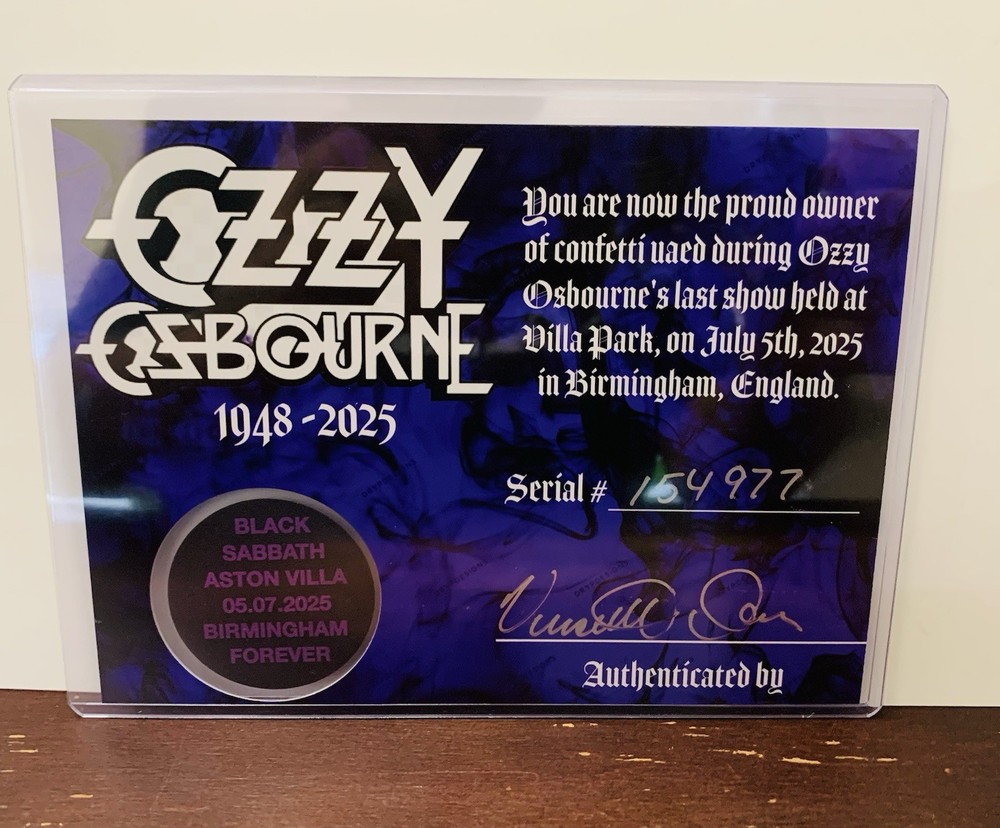 OZZY
OSBOURNE
1948-2025
BLACK
SABBATH
ASTON VILLA
05.07.2025
BIRMINGHAM
FOREVER
You are now the proud owner
of confetti uaed during Ozzy
Osbourne's last show held at
Villa Park, on July 5th, 2025
in Birmingham, England.
Serial # 154977
Authenticated by